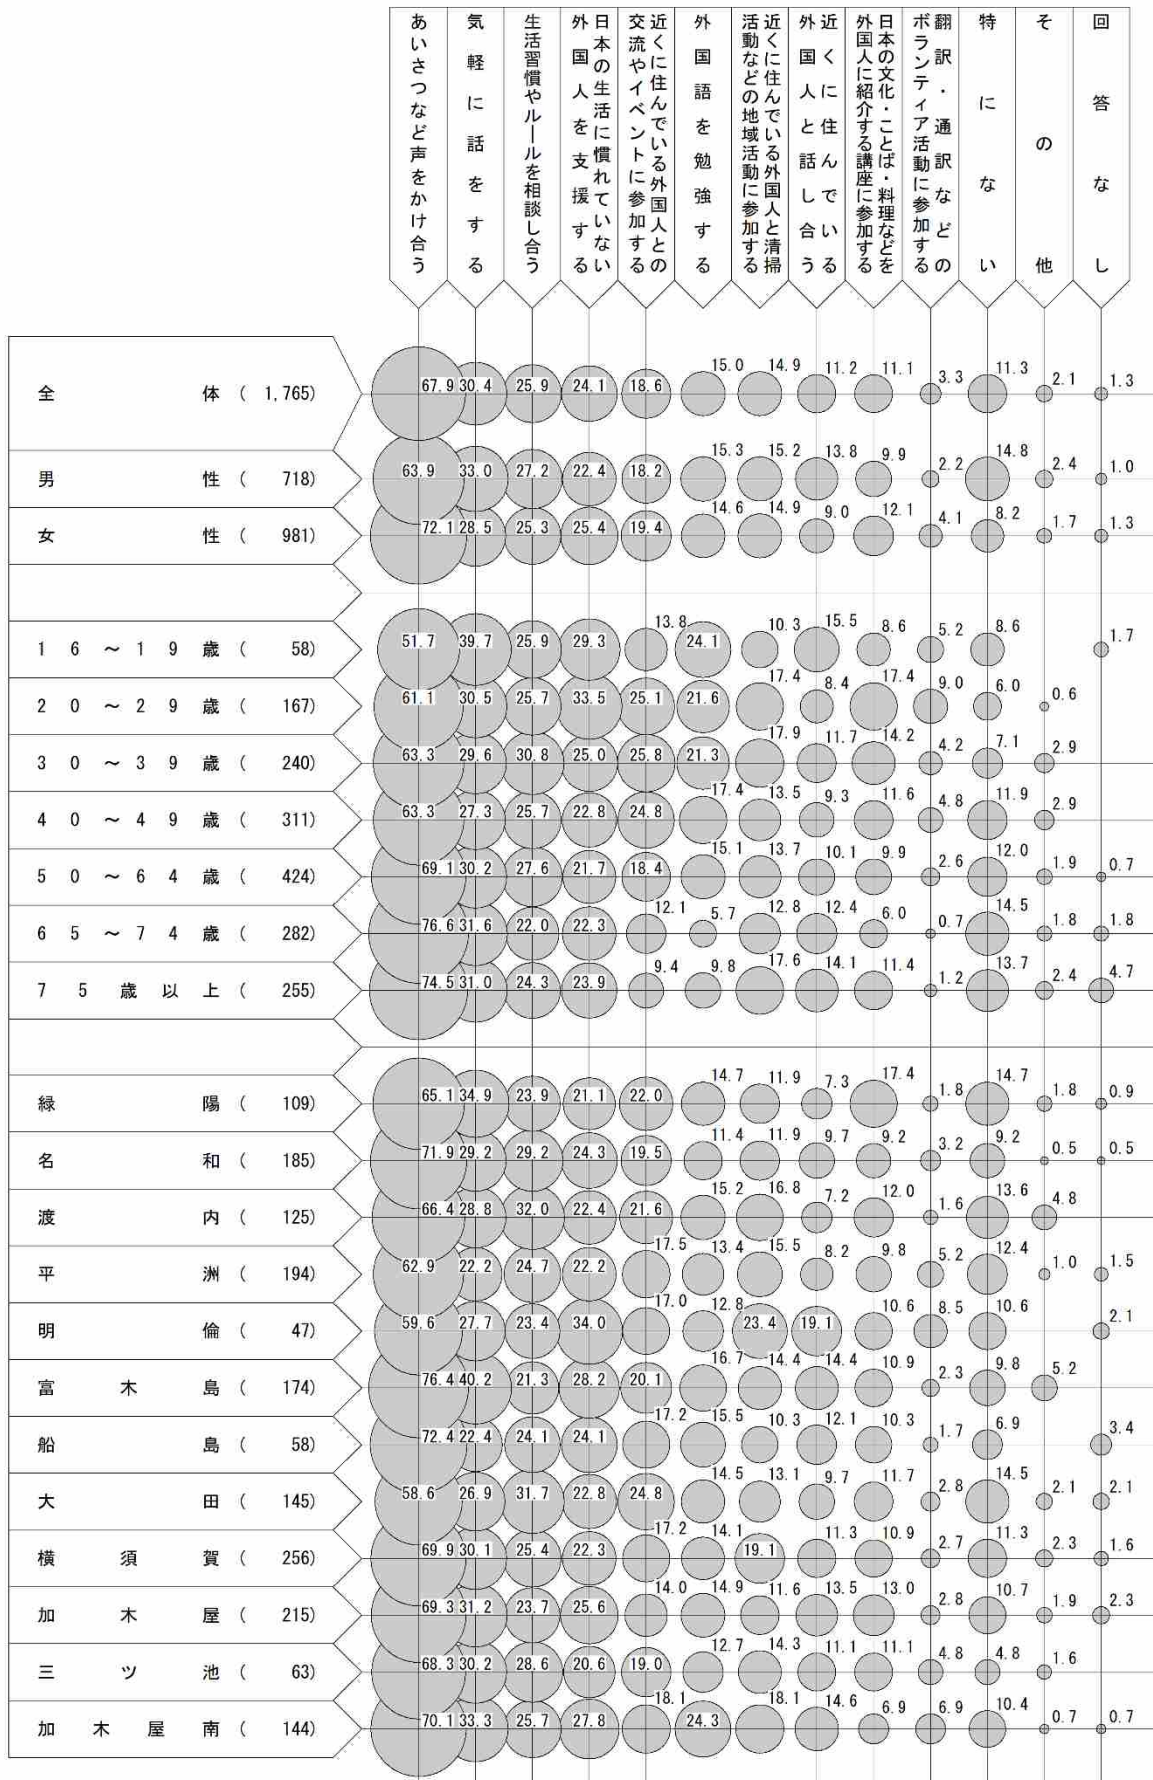 あいさつなど声をかけ合う
気軽に話をする
生活習慣やルールを相談し合う
日本の生活に慣れていない
外国人を支援する
近くに住んでいる外国人との
交流やイベントに参加する
外国語を勉強する
近くに住んでいる外国人と清掃
活動などの地域活動に参加する
近くに住んでいる
外国人と話し合う
日本の文化・ことば・料理などを
外国人に紹介する講座に参加する
翻訳・通訳などの
ボランティア活動に参加する
特にない
その他
回答なし
全体 (1,765) 67.9 30.4 25.9 24.1 18.6 15.0 14.9 11.2 11.1 3.3 11.3 2.1 1.3
男性 (718) 63.9 33.0 27.2 22.4 18.2 15.3 15.2 13.8 9.9 2.2 14.8 2.4 1.0
女性 (981) 72.1 28.5 25.3 25.4 19.4 14.6 14.9 9.0 12.1 4.1 8.2 1.7 1.3
16～19歳 (58) 51.7 39.7 25.9 29.3 13.8 24.1 10.3 15.5 8.6 5.2 8.6 1.7
20～29歳 (167) 61.1 30.5 25.7 33.5 25.1 21.6 17.4 8.4 17.4 9.0 6.0 0.6
30～39歳 (240) 63.3 29.6 30.8 25.0 25.8 21.3 17.9 11.7 14.2 4.2 7.1 2.9
40～49歳 (311) 63.3 27.3 25.7 22.8 24.8 17.4 13.5 9.3 11.6 4.8 11.9 2.9
50～64歳 (424) 69.1 30.2 27.6 21.7 18.4 15.1 13.7 10.1 9.9 2.6 12.0 1.9 0.7
65～74歳 (282) 76.6 31.6 22.0 22.3 12.1 5.7 12.8 12.4 6.0 0.7 14.5 1.8 1.8
75歳以上 (255) 74.5 31.0 24.3 23.9 9.4 9.8 17.6 14.1 11.4 1.2 13.7 2.4 4.7
緑陽 (109) 65.1 34.9 23.9 21.1 22.0 14.7 11.9 7.3 17.4 1.8 14.7 1.8 0.9
名和 (185) 71.9 29.2 29.2 24.3 19.5 11.4 11.9 9.7 9.2 3.2 9.2 0.5 0.5
渡内 (125) 66.4 28.8 32.0 22.4 21.6 15.2 16.8 7.2 12.0 1.6 13.6 4.8
平洲 (194) 62.9 22.2 24.7 22.2 17.5 13.4 15.5 8.2 9.8 5.2 12.4 1.0 1.5
明倫 (47) 59.6 27.7 23.4 34.0 17.0 12.8 23.4 19.1 10.6 8.5 10.6 2.1
富木島 (174) 76.4 40.2 21.3 28.2 20.1 16.7 14.4 14.4 10.9 2.3 9.8 5.2
船島 (58) 72.4 22.4 24.1 24.1 17.2 15.5 10.3 12.1 10.3 1.7 6.9 3.4
大田 (145) 58.6 26.9 31.7 22.8 24.8 14.5 13.1 9.7 11.7 2.8 14.5 2.1 2.1
横須賀 (256) 69.9 30.1 25.4 22.3 17.2 14.1 19.1 11.3 10.9 2.7 11.3 2.3 1.6
加木屋 (215) 69.3 31.2 23.7 25.6 14.0 14.9 11.6 13.5 13.0 2.8 10.7 1.9 2.3
三ツ池 (63) 68.3 30.2 28.6 20.6 19.0 12.7 14.3 11.1 11.1 4.8 4.8 1.6
加木屋南 (144) 70.1 33.3 25.7 27.8 18.1 24.3 18.1 14.6 6.9 6.9 10.4 0.7 0.7